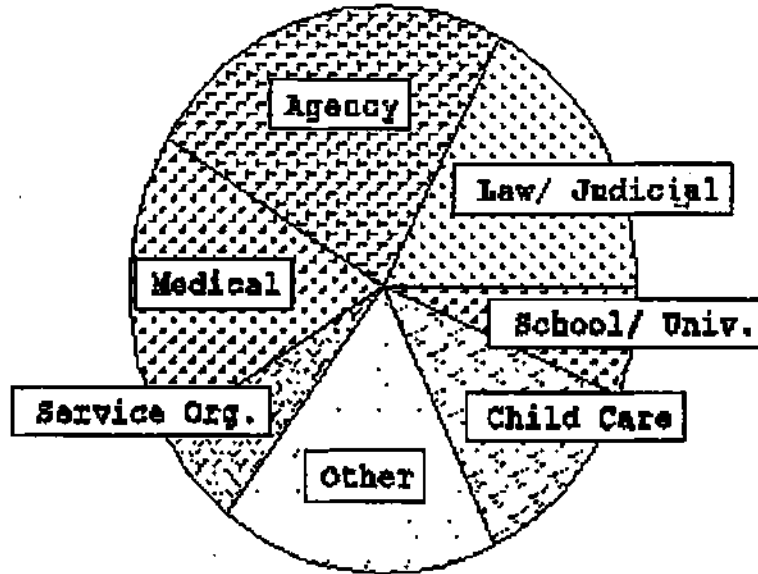 Agency
Law/ Judicial
Medical
School/ Univ.
Service Org.
Child Care
Other